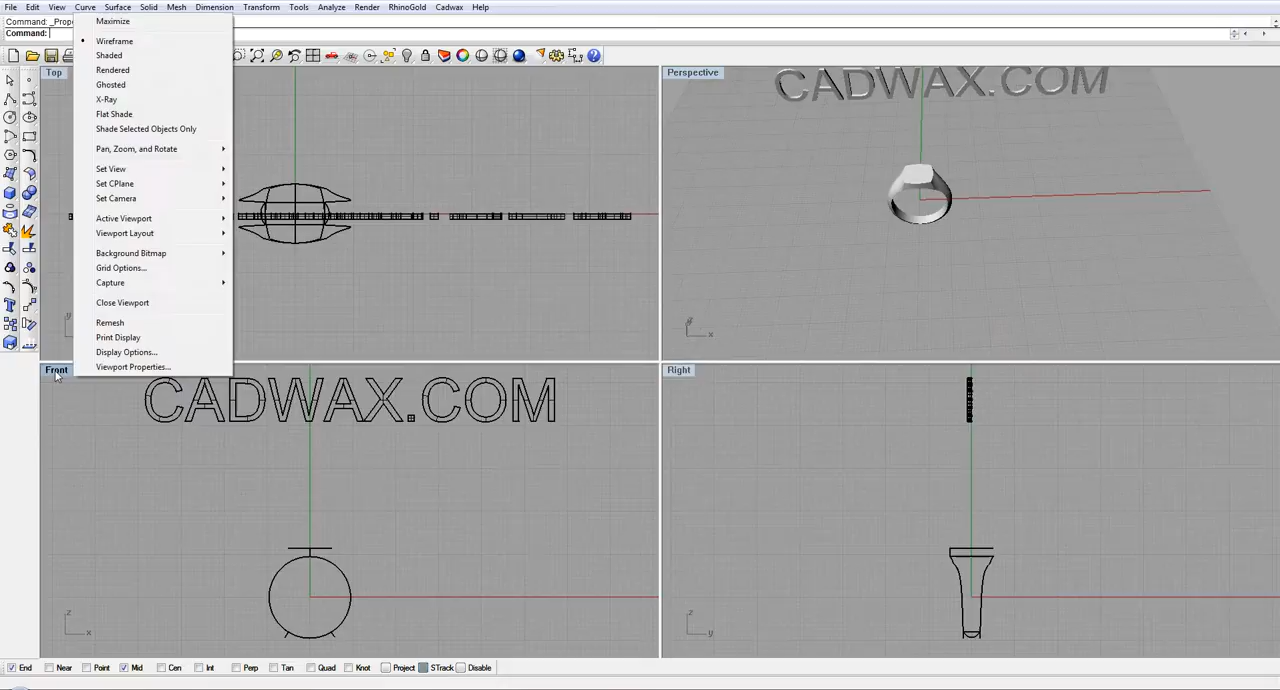 File Edit View Curve Surface Solid Mesh Dimension Transform Tools Analyze Render RhinoGold Cadwax Help
Command: _Prop
Command:
Maximize
Wireframe
Shaded
Rendered
Ghosted
X-Ray
Flat Shade
Shade Selected Objects Only
Pan, Zoom, and Rotate
Set View
Set CPlane
Set Camera
Active Viewport
Viewport Layout
Background Bitmap
Grid Options...
Capture
Close Viewport
Remesh
Print Display
Display Options...
Viewport Properties...
Top
y
Perspective
CADWAX.COM
x
Front
CADWAX.COM
z
x
Right
z
y
End Near Point Mid Cen Int Perp Tan Quad Knot Project STrack Disable